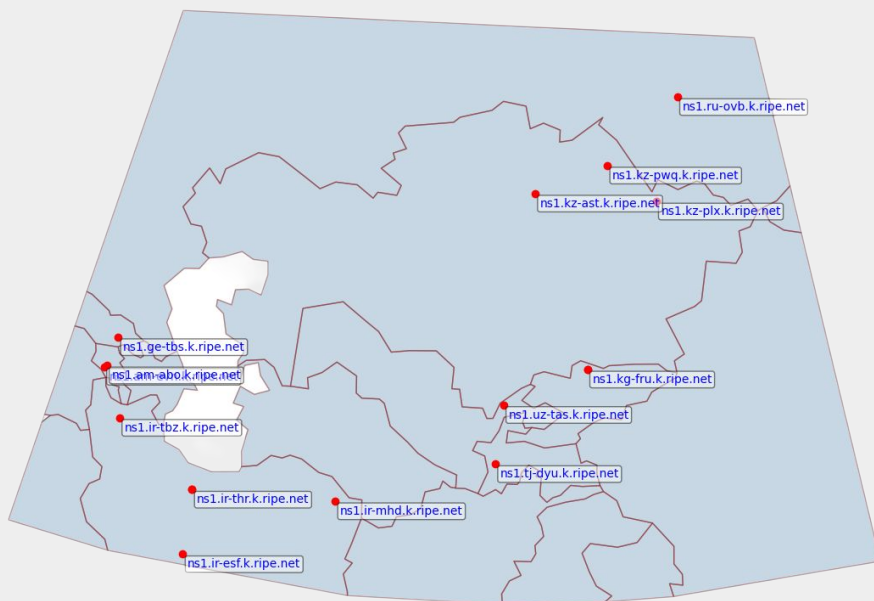 ns1.ru-ovb.k.ripe.net
ns1.kz-pwq.k.ripe.net
ns1.kz-ast.k.ripe.net
ns1.kz-plx.k.ripe.net
ns1.ge-tbs.k.ripe.net
ns1.am-abo.k.ripe.net
ns1.kg-fru.k.ripe.net
ns1.uz-tas.k.ripe.net
ns1.ir-tbz.k.ripe.net
ns1.tj-dyu.k.ripe.net
ns1.ir-thr.k.ripe.net
ns1.ir-mhd.k.ripe.net
ns1.ir-esf.k.ripe.net